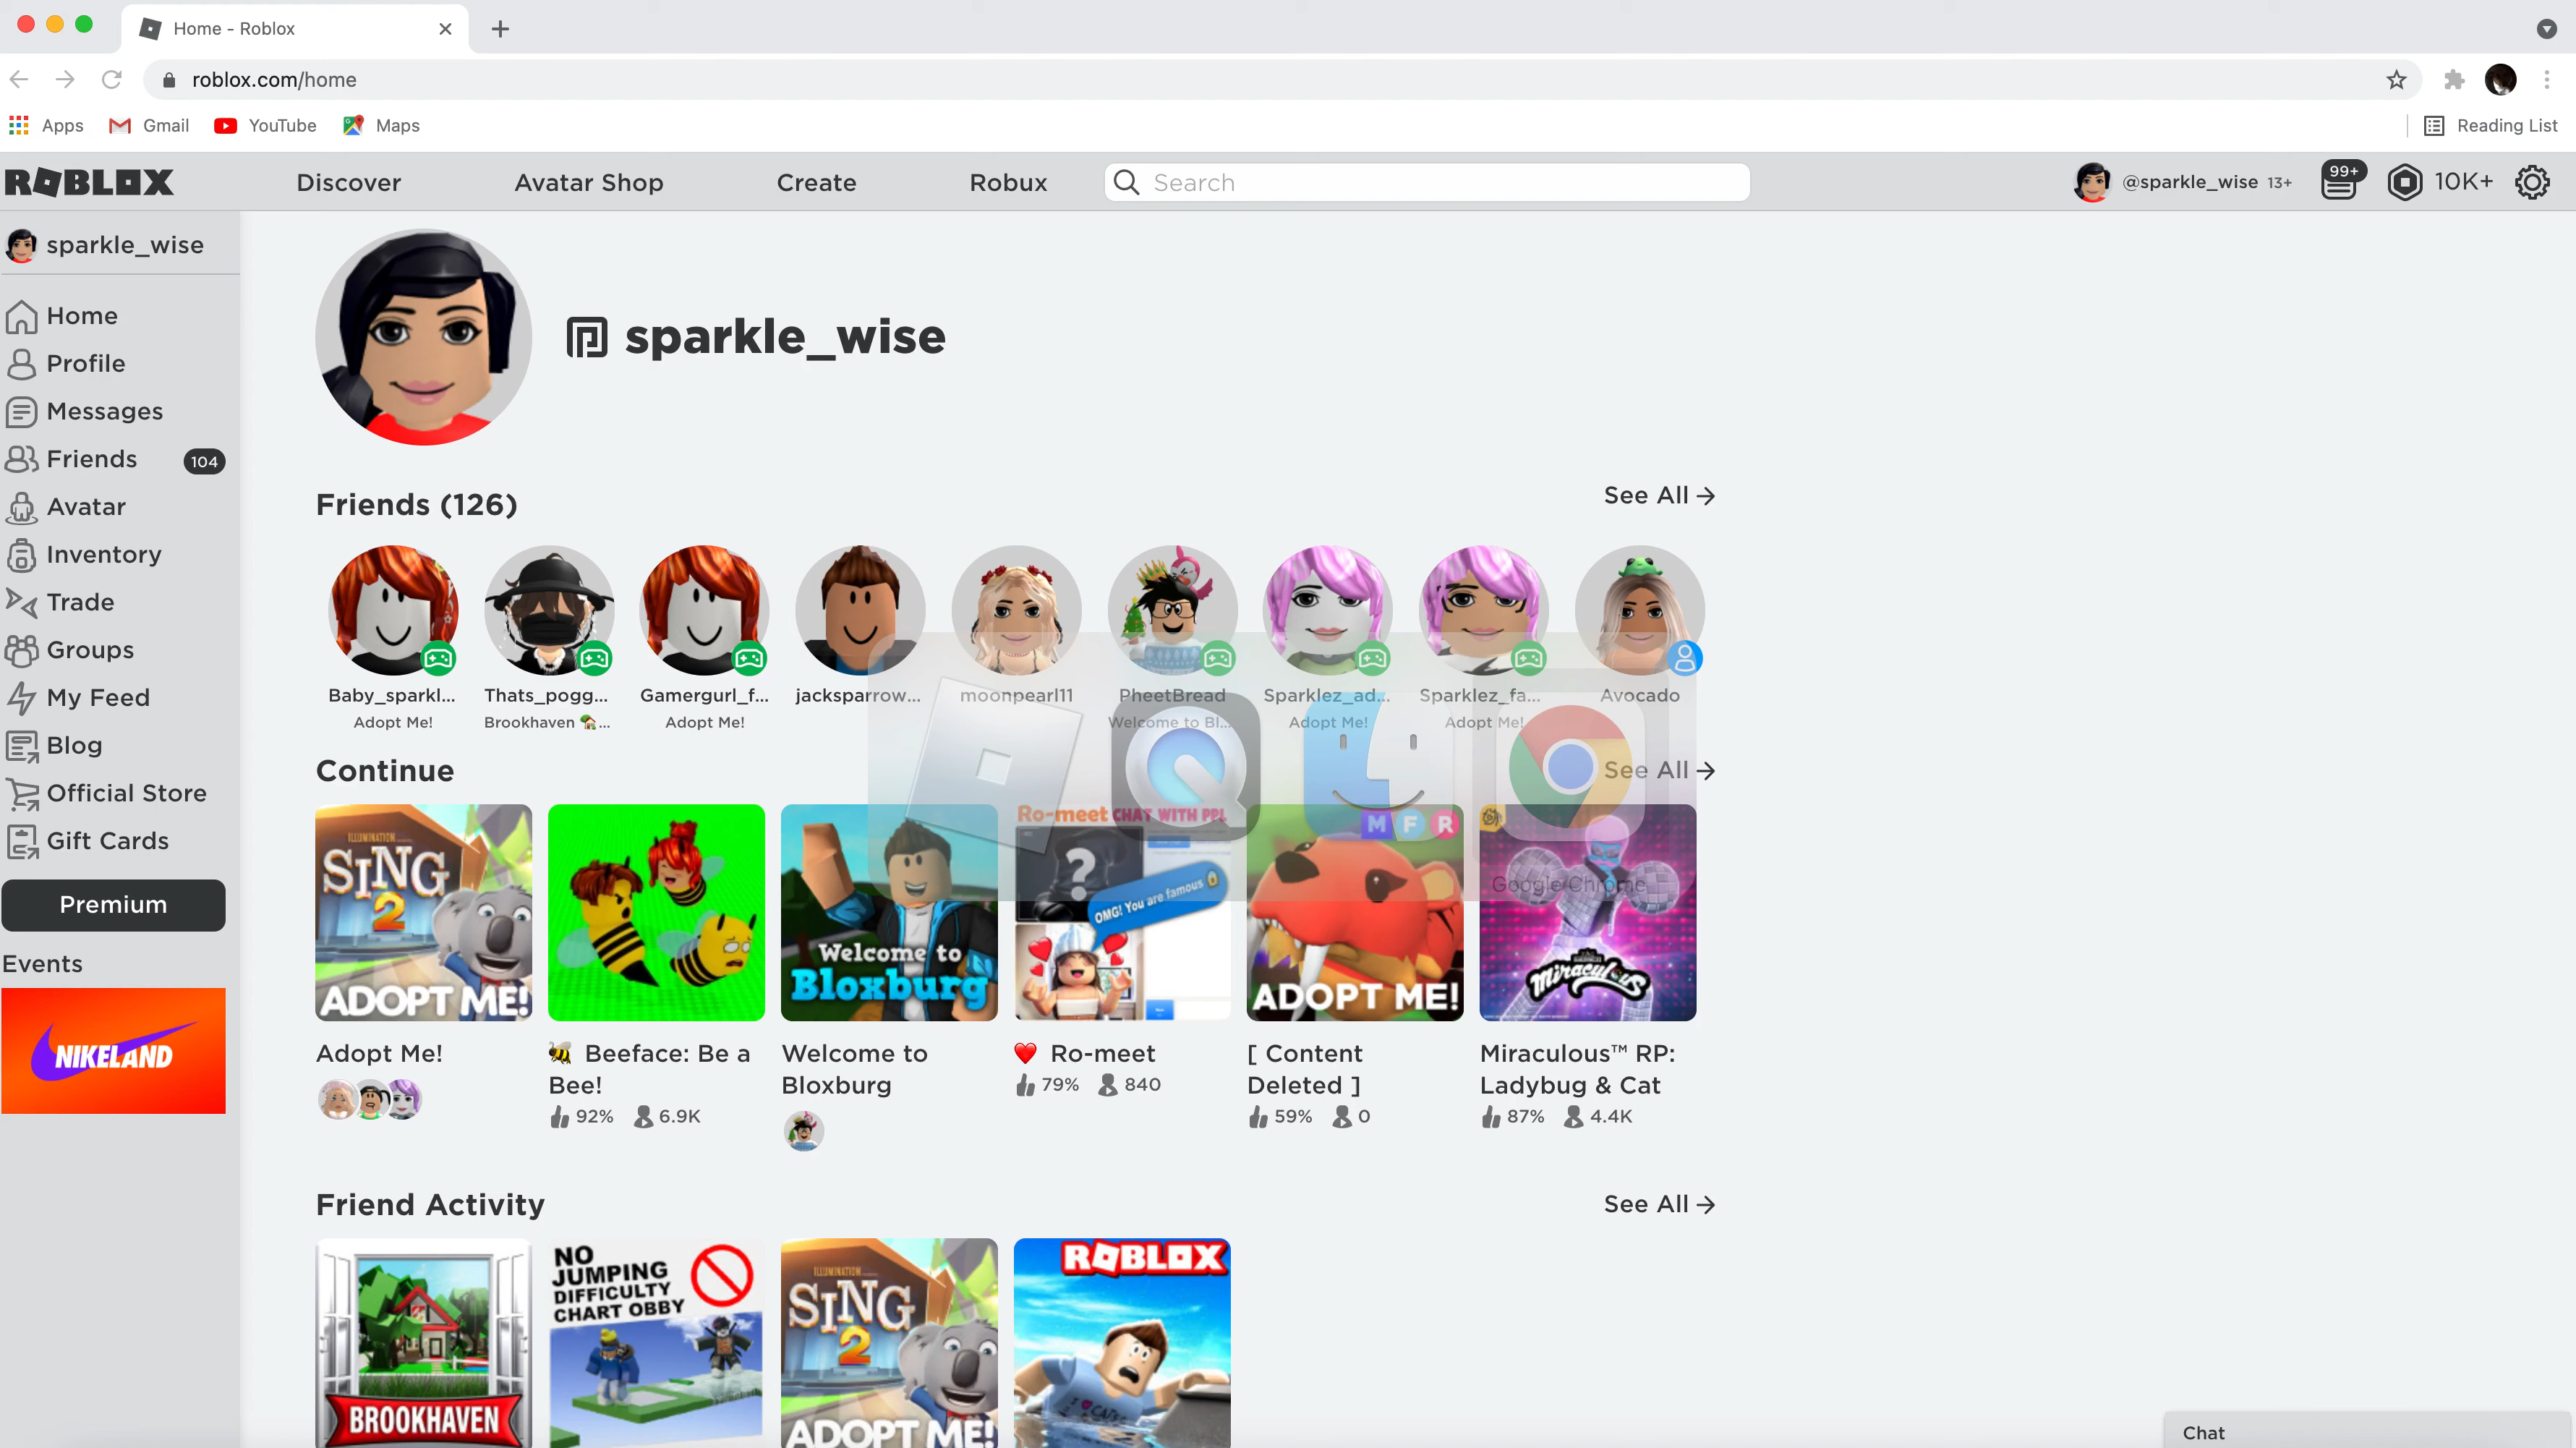 Home - Roblox
roblox.com/home
Apps
Gmail
YouTube
Maps
Reading List
ROBLOX
Discover
Avatar Shop
Create
Robux
Search
@sparkle_wise 13+
99+
10K+
sparkle_wise
Home
Profile
Messages
Friends 104
Avatar
Inventory
Trade
Groups
My Feed
Blog
Official Store
Gift Cards
Premium
Events
NIKELAND
sparkle_wise
Friends (126)
See All
Baby_sparkl...
Thats_pogg...
Gamergurl_f...
jacksparrow...
moonpearl11
PheetBread
Sparklez_ad...
Sparklez_fa...
Avocado
Adopt Me!
Brookhaven 🏡...
Adopt Me!
Welcome to Bl...
Adopt Me!
Adopt Me!
Continue
See All
ILLUMINATION
SING
2
ADOPT ME!
Welcome to
Bloxburg
Ro-meet CHAT WITH PPL
?
OMG! You are famous
M F R
ADOPT ME!
Google Chrome
Miraculous
Adopt Me!
🐝 Beeface: Be a
Bee!
92% 6.9K
Welcome to
Bloxburg
❤️ Ro-meet
79% 840
[ Content
Deleted ]
59% 0
Miraculous™ RP:
Ladybug & Cat
87% 4.4K
Friend Activity
See All
BROOKHAVEN
NO
JUMPING
DIFFICULTY
CHART OBBY
ILLUMINATION
SING
2
ADOPT ME!
ROBLOX
I ❤ CATS
Chat